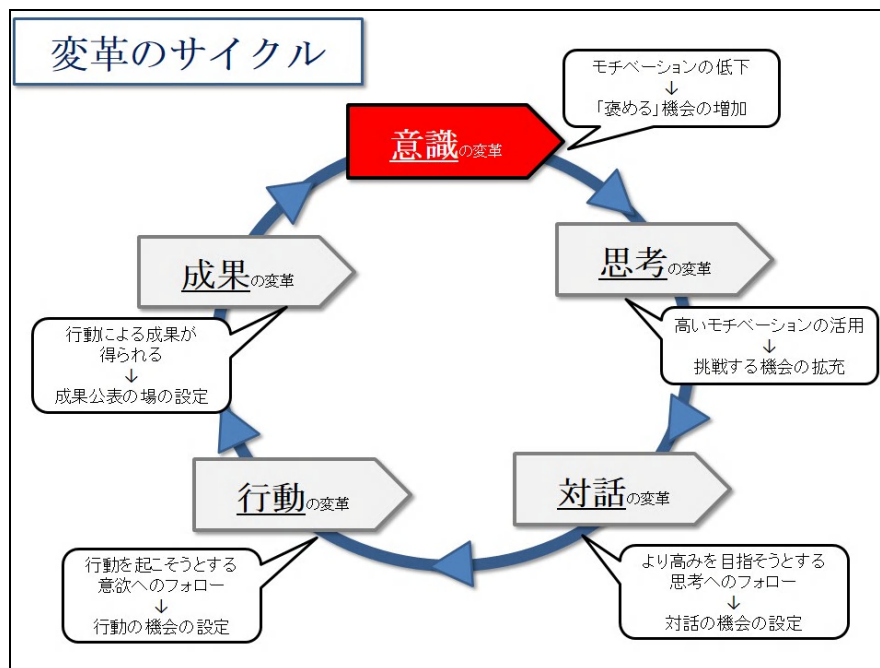 変革のサイクル
モチベーションの低下
↓
「褒める」機会の増加
意識の変革
思考の変革
高いモチベーションの活用
↓
挑戦する機会の拡充
対話の変革
より高みを目指そうとする
思考へのフォロー
↓
対話の機会の設定
行動の変革
行動を起こそうとする
意欲へのフォロー
↓
行動の機会の設定
成果の変革
行動による成果が
得られる
↓
成果公表の場の設定